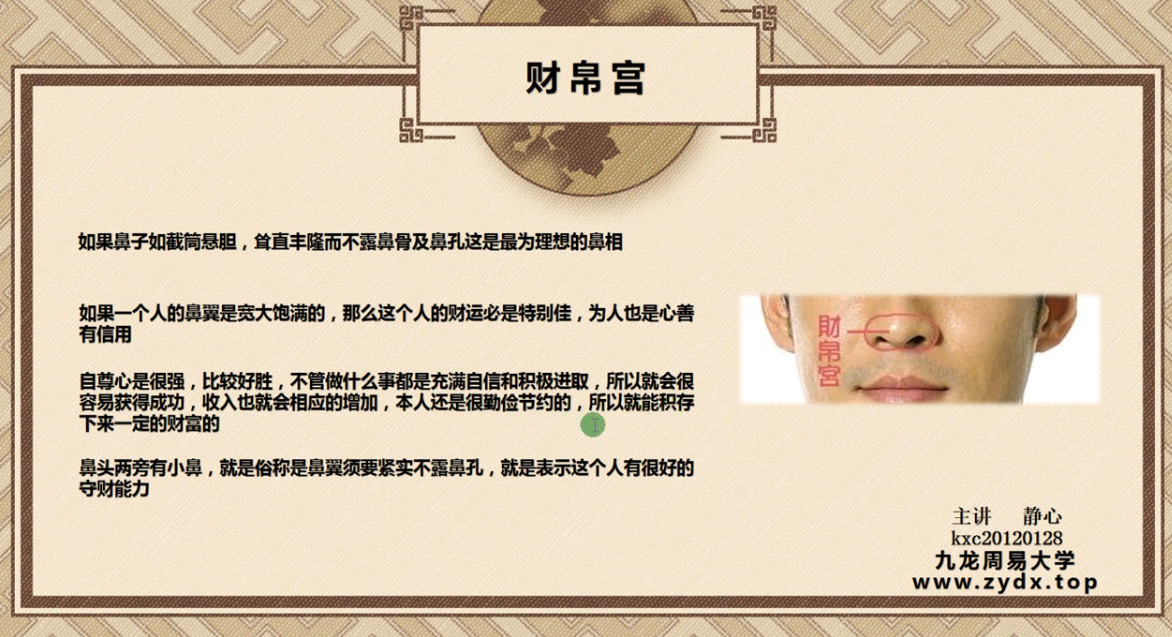 财帛宫
如果鼻子如截筒悬胆，耸直丰隆而不露鼻骨及鼻孔这是最为理想的鼻相
如果一个人的鼻翼是宽大饱满的，那么这个人的财运必是特别佳，为人也是心善
有信用
自尊心是很强，比较好胜，不管做什么事都是充满自信和积极进取，所以就会很
容易获得成功，收入也就会相应的增加，本人还是很勤俭节约的，所以就能积存
下来一定的财富的
鼻头两旁有小鼻，就是俗称是鼻翼须要紧实不露鼻孔，就是表示这个人有很好的
守财能力
財帛宮
主讲 静心
kxc20120128
九龙周易大学
www.zydx.top